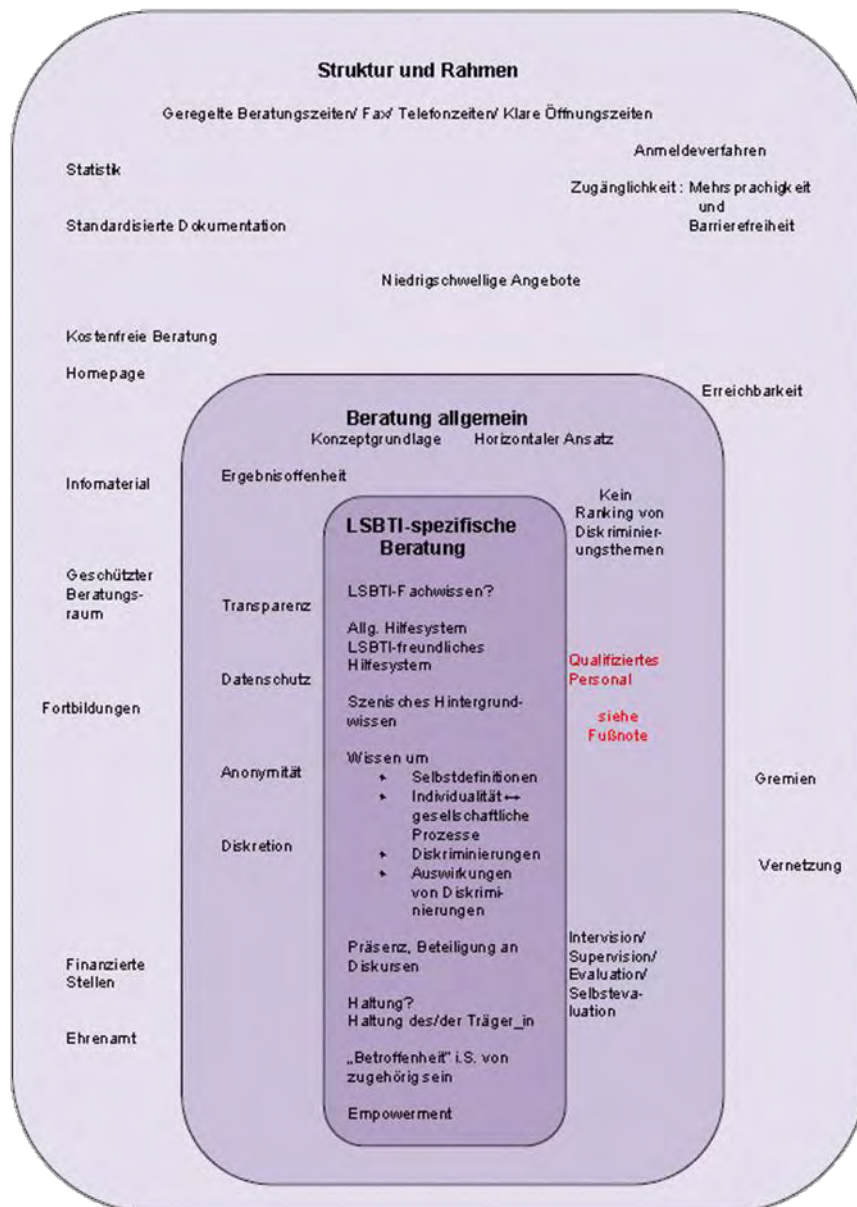 Struktur und Rahmen
Geregelte Beratungszeiten/ Fax/ Telefonzeiten/ Klare Öffnungszeiten
Anmeldeverfahren
Statistik
Zugänglichkeit : Mehrsprachigkeit
und
Barrierefreiheit
Standardisierte Dokumentation
Niedrigschwellige Angebote
Kostenfreie Beratung
Homepage
Erreichbarkeit
Infomaterial
Geschützter
Beratungs-
raum
Fortbildungen
Gremien
Vernetzung
Finanzierte
Stellen
Ehrenamt
Beratung allgemein
Konzeptgrundlage Horizontaler Ansatz
Ergebnisoffenheit
Kein
Ranking von
Diskriminier-
ungsthemen
Transparenz
Datenschutz
Qualifiziertes
Personal
siehe
Fußnote
Anonymität
Diskretion
Intervision/
Supervision/
Evaluation/
Selbsteva-
luation
LSBTI-spezifische
Beratung
LSBTI-Fachwissen?
Allg. Hilfesystem
LSBTI-freundliches
Hilfesystem
Szenisches Hintergrund-
wissen
Wissen um
Selbstdefinitionen
Individualität ↔
gesellschaftliche
Prozesse
Diskriminierungen
Auswirkungen
von Diskrimi-
nierungen
Präsenz, Beteiligung an
Diskursen
Haltung?
Haltung des/der Träger_in
„Betroffenheit" i.S. von
zugehörig sein
Empowerment